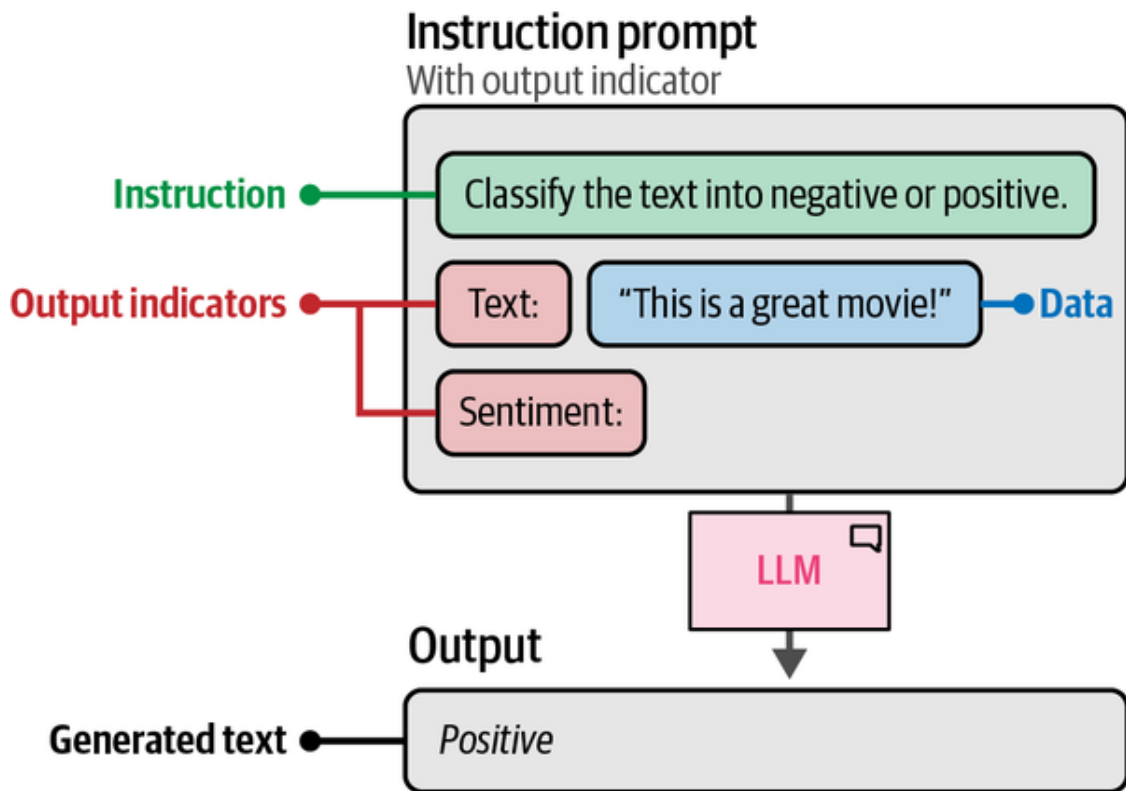 Instruction prompt
With output indicator
Instruction
Classify the text into negative or positive.
Output indicators
Text:
“This is a great movie!”
Data
Sentiment:
LLM
Output
Generated text
Positive